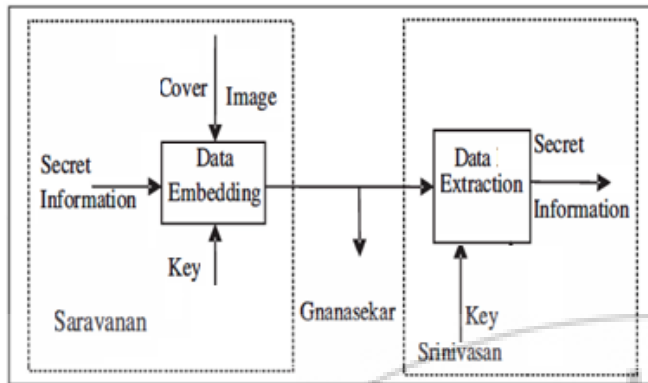 Cover Image
Secret
Information
Data
Embedding
Key
Saravanan
Gnanasekar
Data
Extraction
Secret
Information
Key
Srinivasan